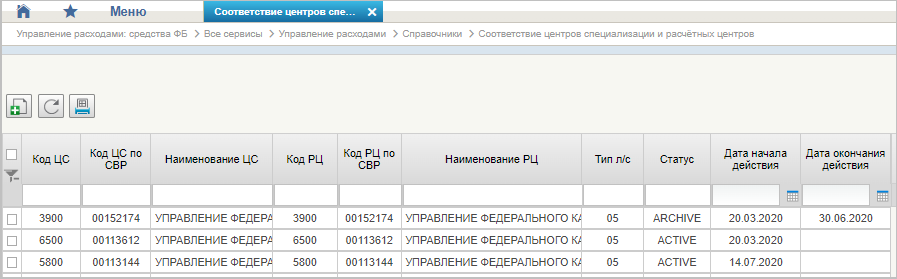 Меню Соответствие центров спе...
Управление расходами: средства ФБ > Все сервисы > Управление расходами > Справочники > Соответствие центров специализации и расчётных центров
Код ЦС Код ЦС по СВР Наименование ЦС Код РЦ Код РЦ по СВР Наименование РЦ Тип л/с Статус Дата начала действия Дата окончания действия
3900 00152174 УПРАВЛЕНИЕ ФЕДЕРА 3900 00152174 УПРАВЛЕНИЕ ФЕДЕРАЛЬНОГО КА 05 ARCHIVE 20.03.2020 30.06.2020
6500 00113612 УПРАВЛЕНИЕ ФЕДЕРА 6500 00113612 УПРАВЛЕНИЕ ФЕДЕРАЛЬНОГО КА 05 ACTIVE 20.03.2020
5800 00113144 УПРАВЛЕНИЕ ФЕДЕРА 5800 00113144 УПРАВЛЕНИЕ ФЕДЕРАЛЬНОГО КА 05 ACTIVE 14.07.2020